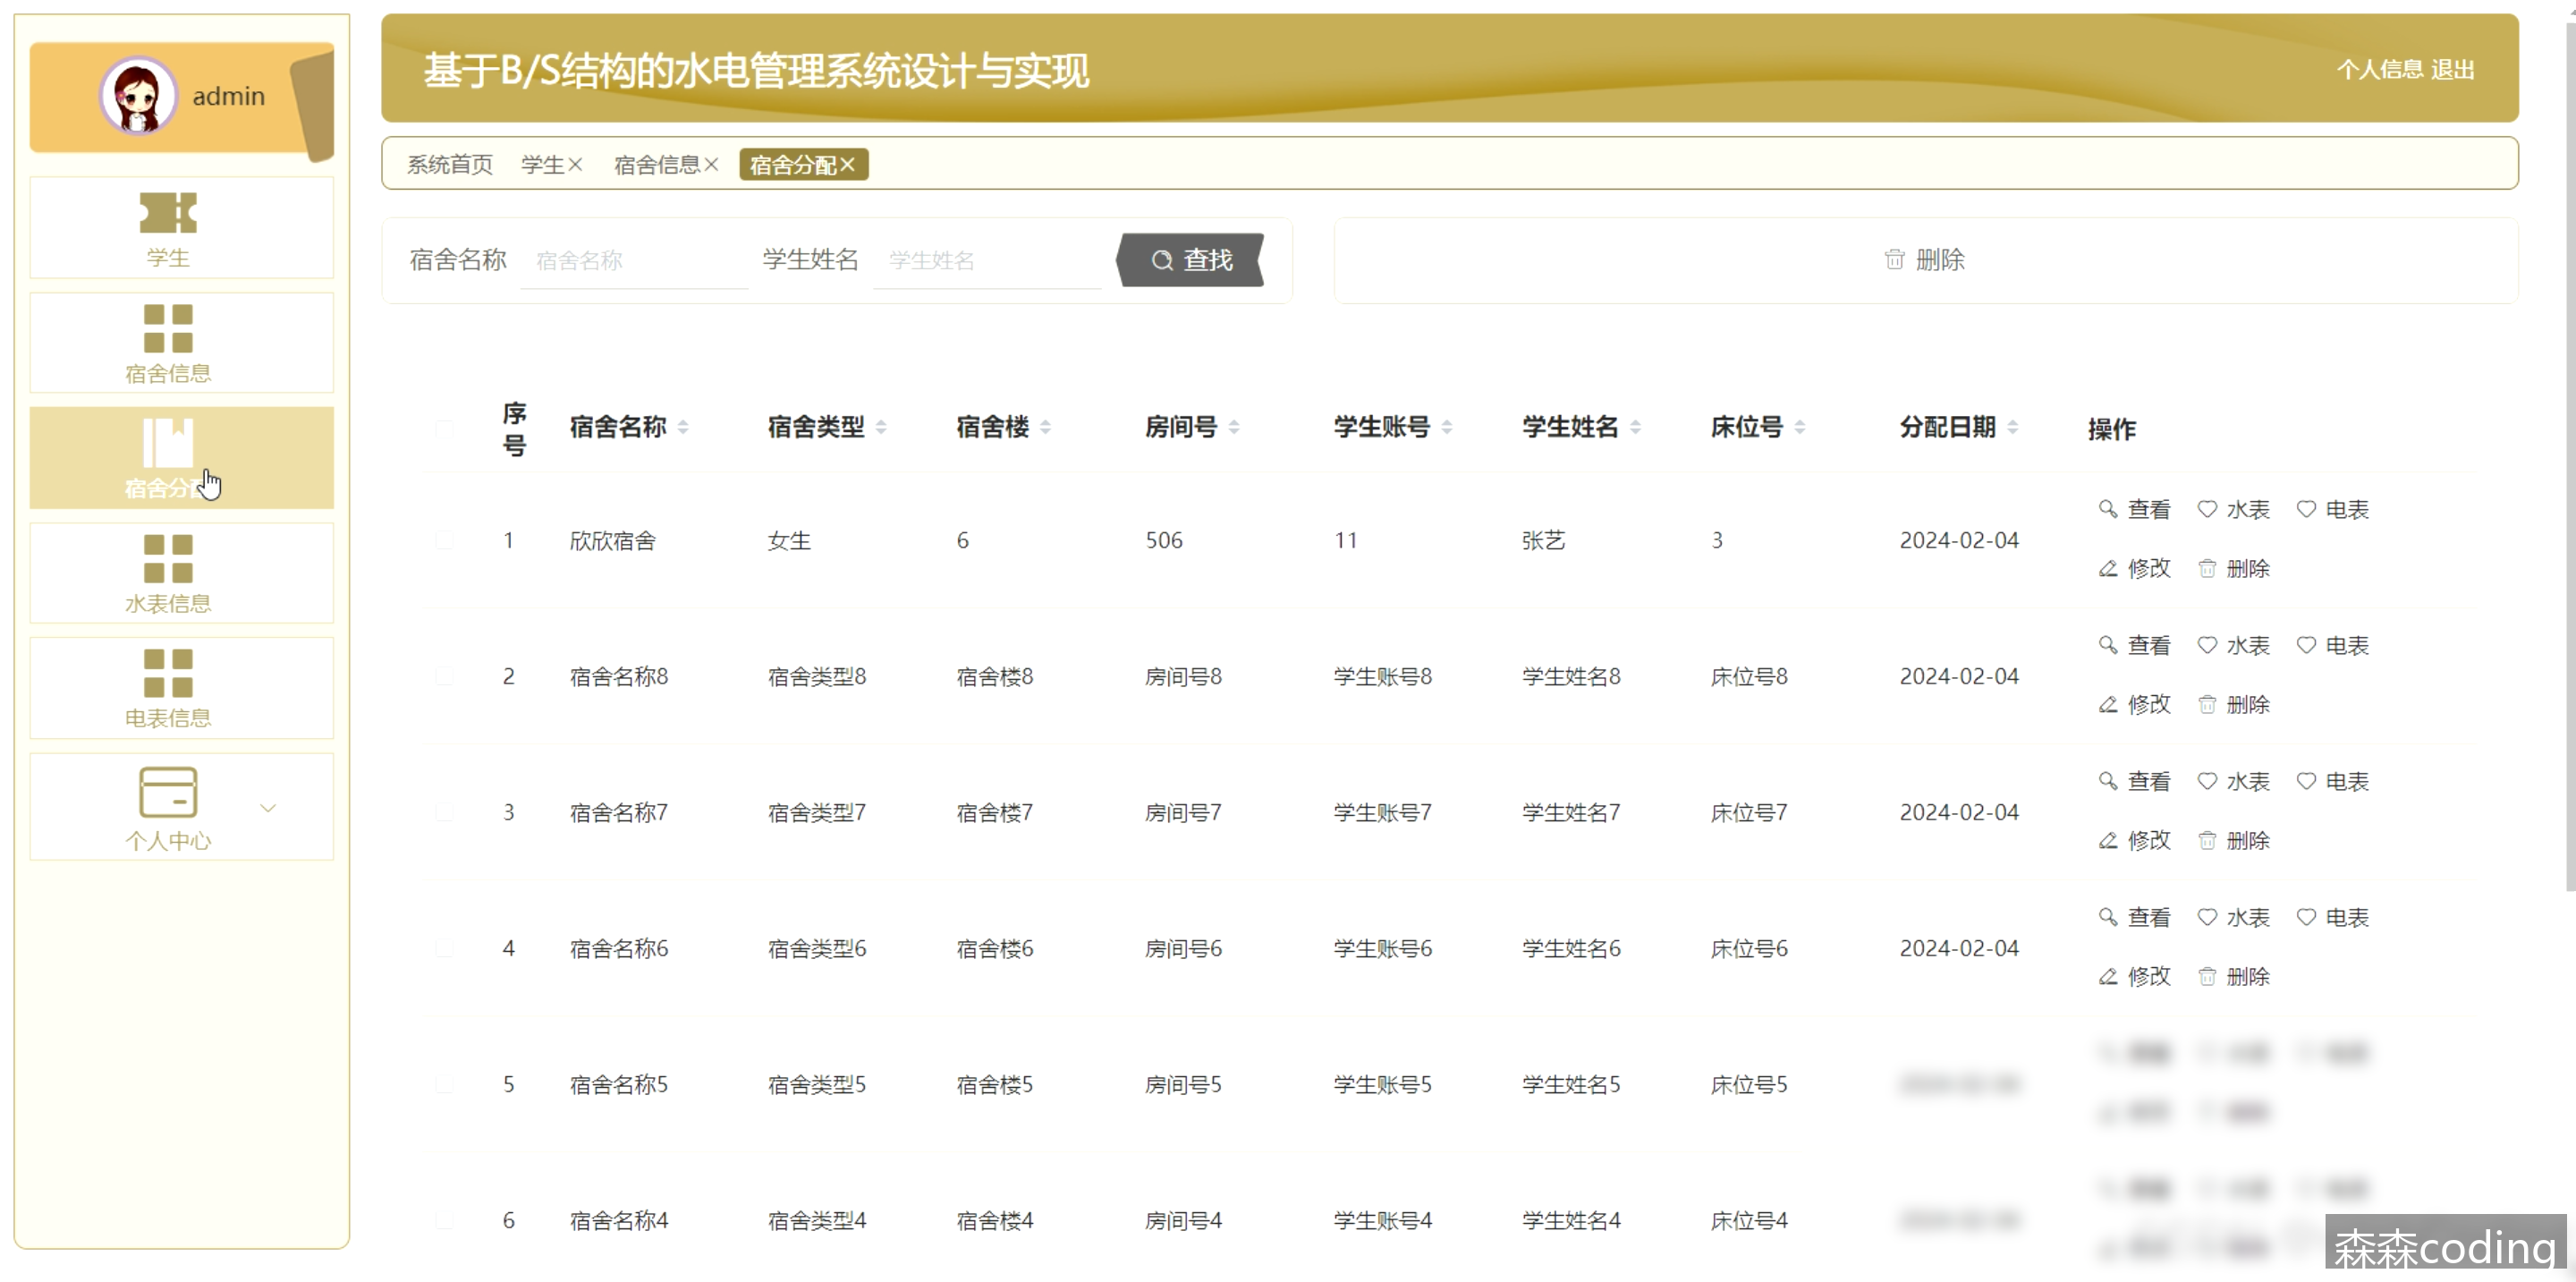 admin
基于B/S结构的水电管理系统设计与实现
个人信息 退出
系统首页 学生 宿舍信息 宿舍分配
学生
宿舍信息
宿舍分
水表信息
电表信息
个人中心
宿舍名称 宿舍名称 学生姓名 学生姓名 查找 删除
序号 宿舍名称 宿舍类型 宿舍楼 房间号 学生账号 学生姓名 床位号 分配日期 操作
1 欣欣宿舍 女生 6 506 11 张艺 3 2024-02-04 查看 水表 电表
修改 删除
2 宿舍名称8 宿舍类型8 宿舍楼8 房间号8 学生账号8 学生姓名8 床位号8 2024-02-04 查看 水表 电表
修改 删除
3 宿舍名称7 宿舍类型7 宿舍楼7 房间号7 学生账号7 学生姓名7 床位号7 2024-02-04 查看 水表 电表
修改 删除
4 宿舍名称6 宿舍类型6 宿舍楼6 房间号6 学生账号6 学生姓名6 床位号6 2024-02-04 查看 水表 电表
修改 删除
5 宿舍名称5 宿舍类型5 宿舍楼5 房间号5 学生账号5 学生姓名5 床位号5
6 宿舍名称4 宿舍类型4 宿舍楼4 房间号4 学生账号4 学生姓名4 床位号4
森森coding